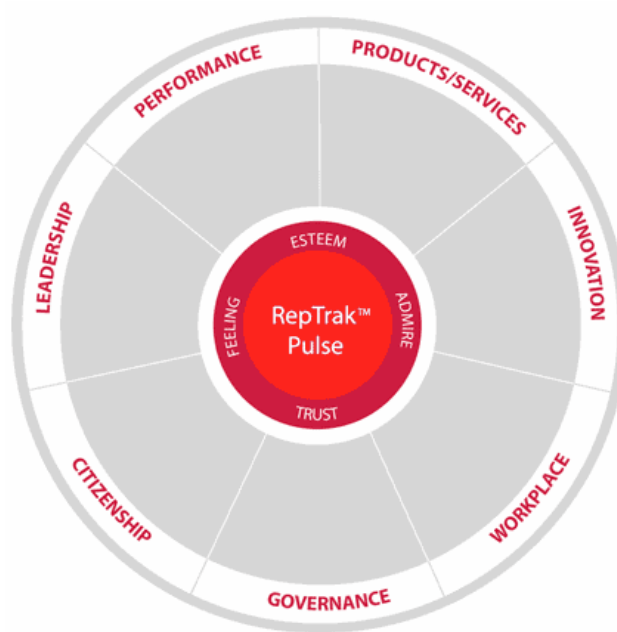 PERFORMANCE
PRODUCTS/SERVICES
LEADERSHIP
INNOVATION
ESTEEM
FEELING
RepTrak™
Pulse
ADMIRE
TRUST
CITIZENSHIP
WORKPLACE
GOVERNANCE